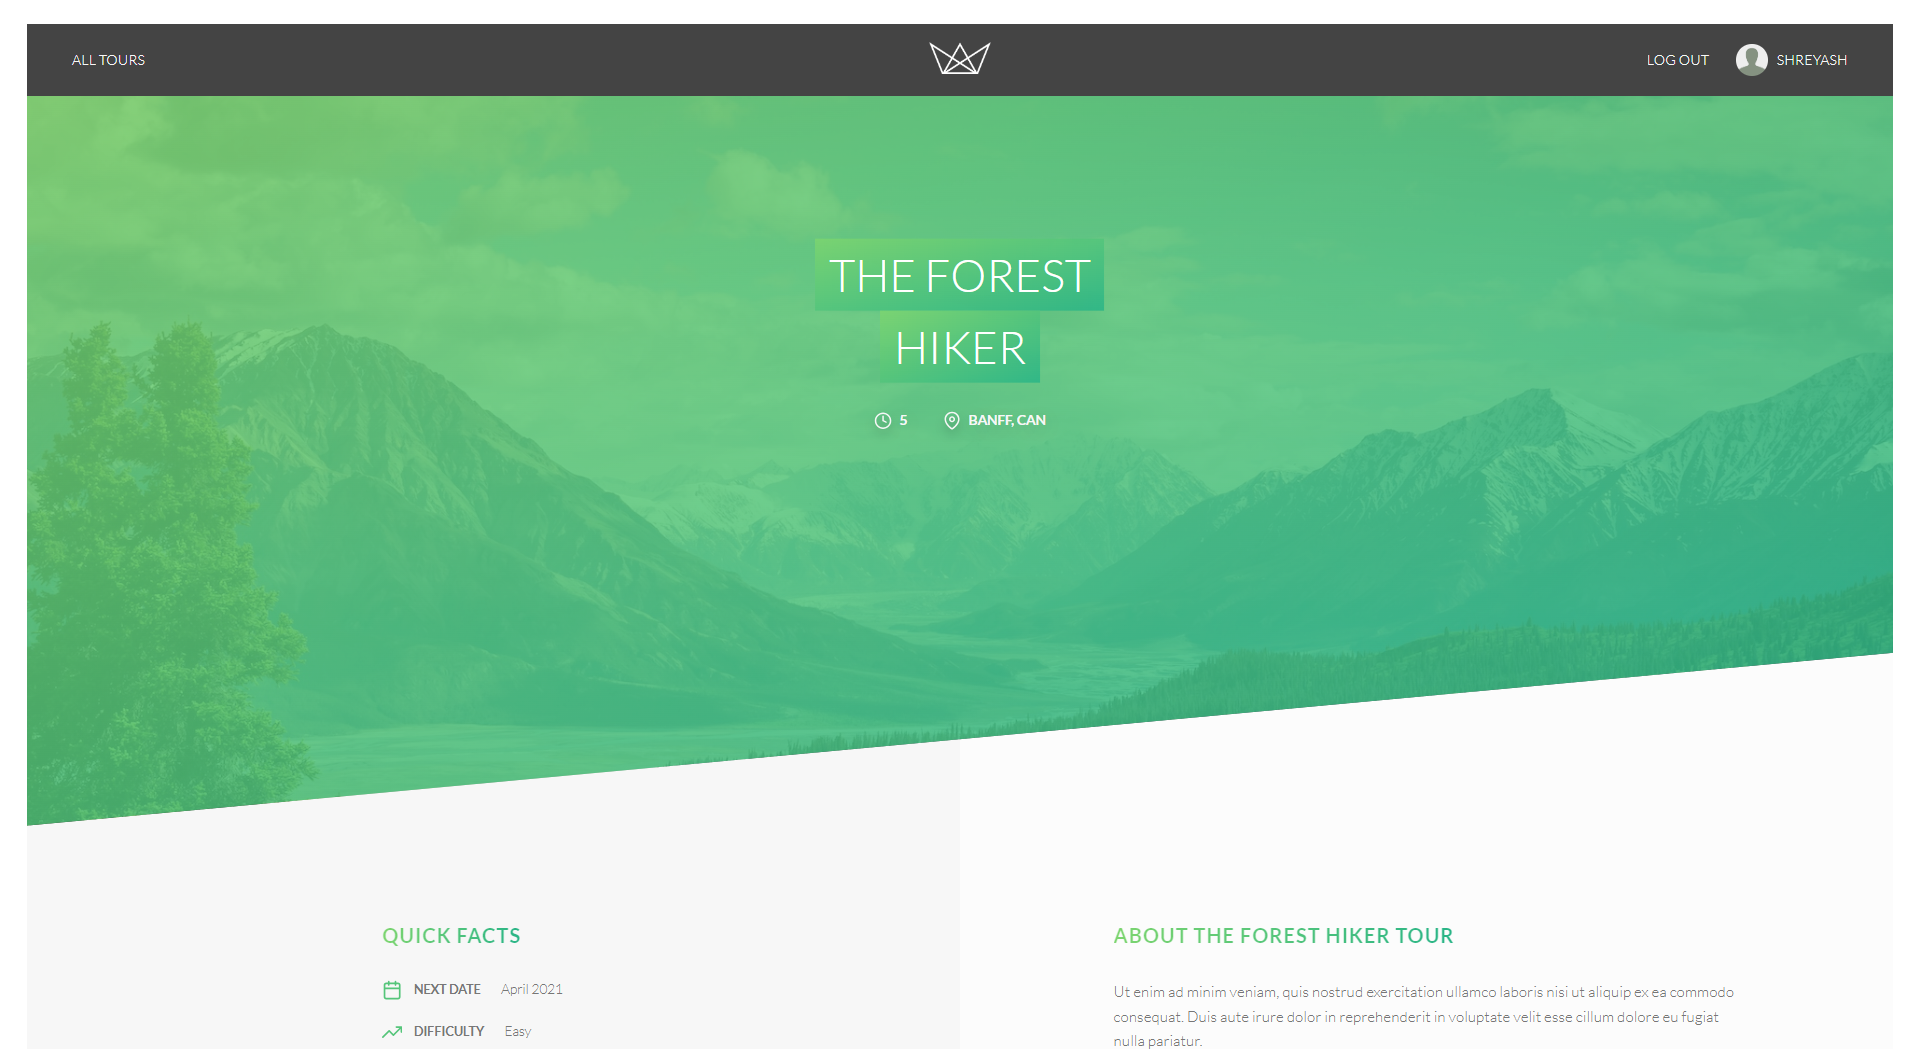 ALL TOURS
LOG OUT
SHREYASH
THE FOREST
HIKER
5
BANFF, CAN
QUICK FACTS
NEXT DATE April 2021
DIFFICULTY Easy
ABOUT THE FOREST HIKER TOUR
Ut enim ad minim veniam, quis nostrud exercitation ullamco laboris nisi ut aliquip ex ea commodo
consequat. Duis aute irure dolor in reprehenderit in voluptate velit esse cillum dolore eu fugiat
nulla pariatur.